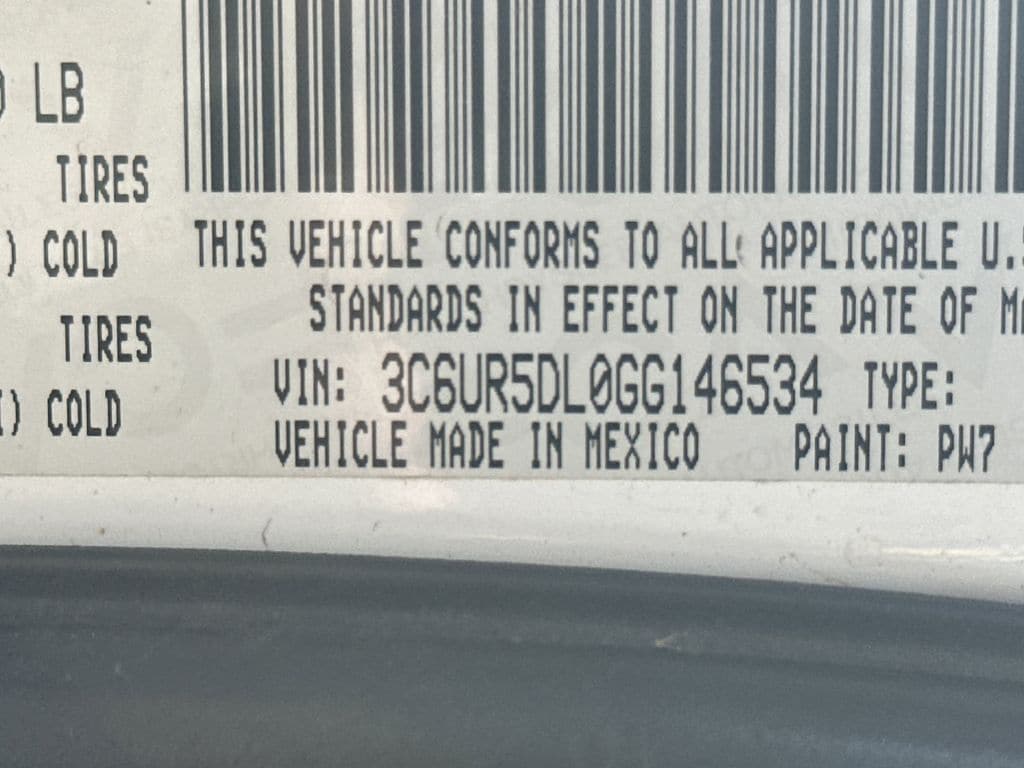 LB
TIRES
) COLD
TIRES
) COLD
THIS VEHICLE CONFORMS TO ALL APPLICABLE U.S
STANDARDS IN EFFECT ON THE DATE OF M
VIN: 3C6UR5DL0GG146534 TYPE:
VEHICLE MADE IN MEXICO PAINT: PW7